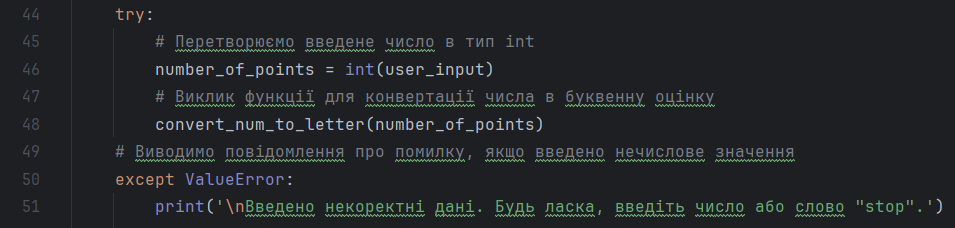 44 try:
45 # Перетворюємо введене число в тип int
46 number_of_points = int(user_input)
47 # Виклик функції для конвертації числа в буквенну оцінку
48 convert_num_to_letter(number_of_points)
49 # Виводимо повідомлення про помилку, якщо введено нечислове значення
50 except ValueError:
51 print('\nВведено некоректні дані. Будь ласка, введіть число або слово "stop".')